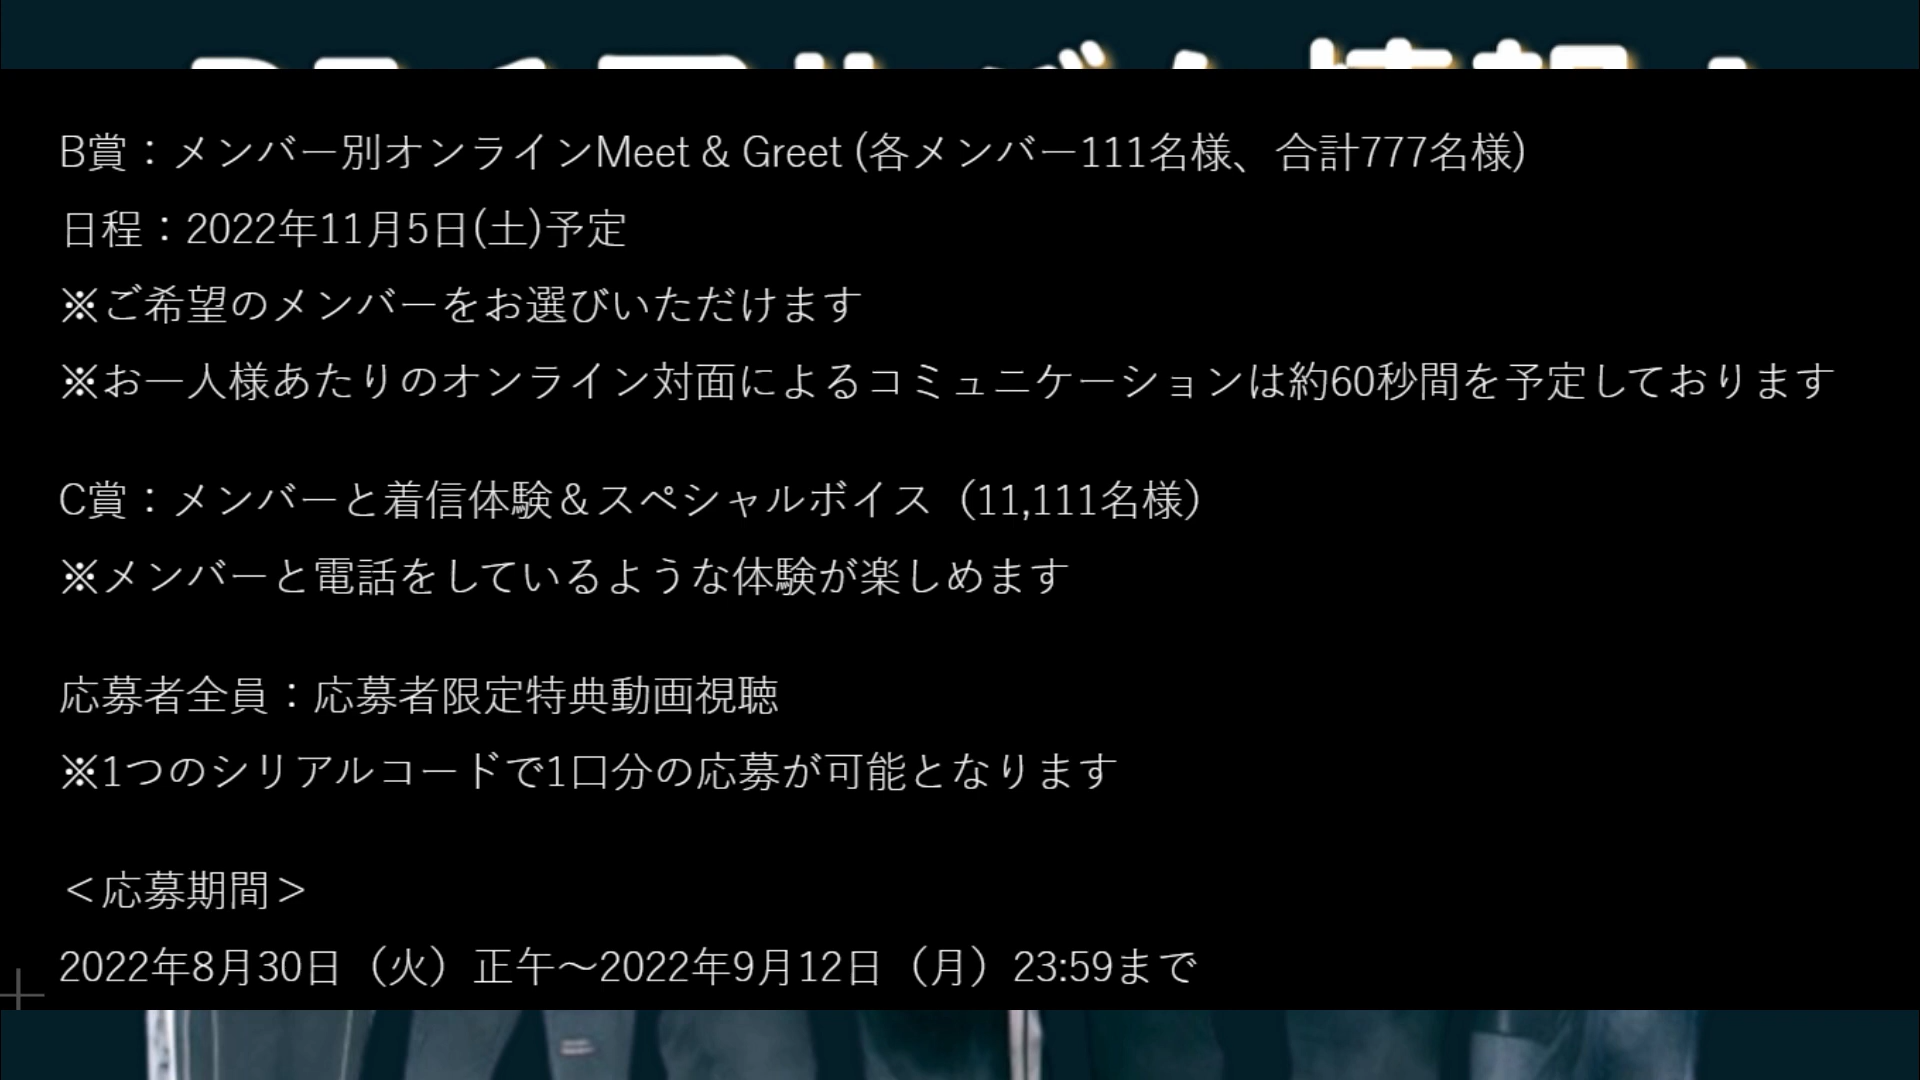 B賞：メンバー別オンラインMeet & Greet (各メンバー111名様、合計777名様)
日程：2022年11月5日(土)予定
※ご希望のメンバーをお選びいただけます
※お一人様あたりのオンライン対面によるコミュニケーションは約60秒間を予定しております
C賞：メンバーと着信体験＆スペシャルボイス（11,111名様）
※メンバーと電話をしているような体験が楽しめます
応募者全員：応募者限定特典動画視聴
※1つのシリアルコードで1口分の応募が可能となります
＜応募期間＞
2022年8月30日（火）正午～2022年9月12日（月）23:59まで